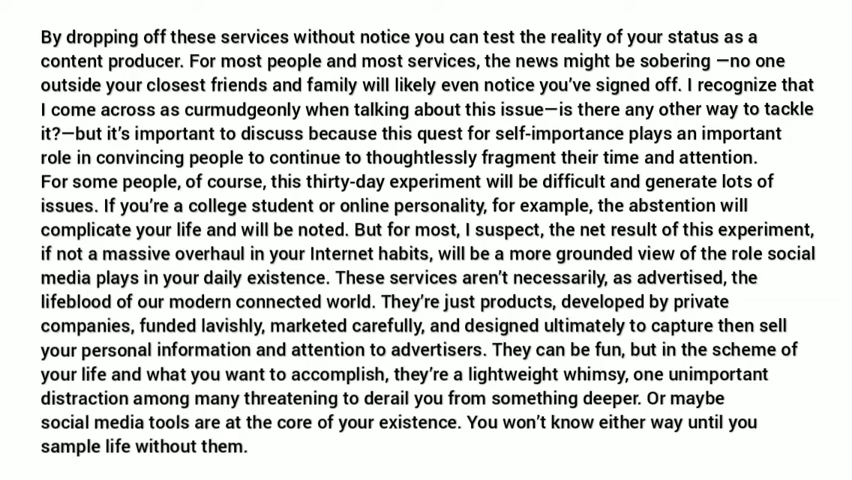 By dropping off these services without notice you can test the reality of your status as a
content producer. For most people and most services, the news might be sobering —no one
outside your closest friends and family will likely even notice you’ve signed off. I recognize that
I come across as curmudgeonly when talking about this issue—is there any other way to tackle
it?—but it’s important to discuss because this quest for self-importance plays an important
role in convincing people to continue to thoughtlessly fragment their time and attention.
For some people, of course, this thirty-day experiment will be difficult and generate lots of
issues. If you’re a college student or online personality, for example, the abstention will
complicate your life and will be noted. But for most, I suspect, the net result of this experiment,
if not a massive overhaul in your Internet habits, will be a more grounded view of the role social
media plays in your daily existence. These services aren’t necessarily, as advertised, the
lifeblood of our modern connected world. They’re just products, developed by private
companies, funded lavishly, marketed carefully, and designed ultimately to capture then sell
your personal information and attention to advertisers. They can be fun, but in the scheme of
your life and what you want to accomplish, they’re a lightweight whimsy, one unimportant
distraction among many threatening to derail you from something deeper. Or maybe
social media tools are at the core of your existence. You won’t know either way until you
sample life without them.